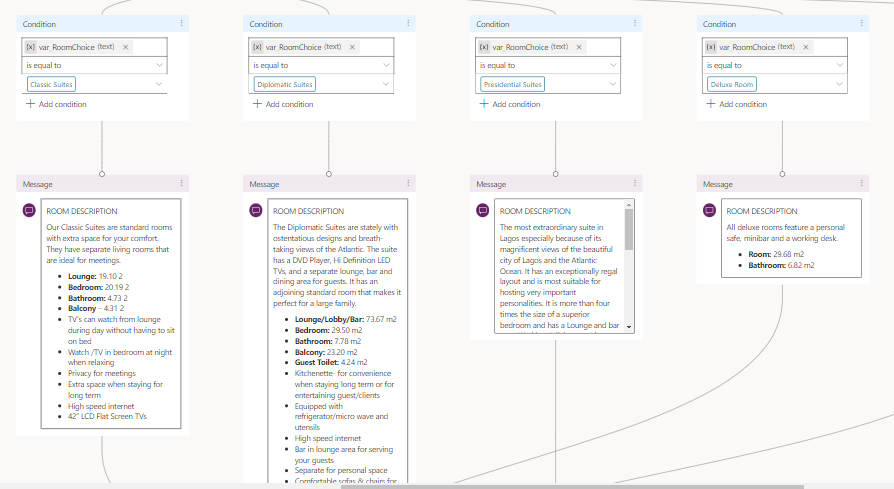 Condition
{x} var_RoomChoice (text) ×
is equal to
Classic Suites
+ Add condition
Message
ROOM DESCRIPTION
Our Classic Suites are standard rooms
with extra space for your comfort.
They have separate living rooms that
are ideal for meetings.
• Lounge: 19.10 2
• Bedroom: 20.19 2
• Bathroom: 4.73 2
• Balcony – 4.31 2
• TV's can watch from lounge
during day without having to sit
on bed
• Watch /TV in bedroom at night
when relaxing
• Privacy for meetings
• Extra space when staying for
long term
• High speed internet
• 42” LCD Flat Screen TVs
Condition
{x} var_RoomChoice (text) ×
is equal to
Diplomatic Suites
+ Add condition
Message
ROOM DESCRIPTION
The Diplomatic Suites are stately with
ostentatious designs and breath-
taking views of the Atlantic. The suite
has a DVD Player, Hi Definition LED
TVs, and a separate lounge, bar and
dining area for guests. It has an
adjoining standard room that makes it
perfect for a large family.
• Lounge/Lobby/Bar: 73.67 m2
• Bedroom: 29.50 m2
• Bathroom: 7.78 m2
• Balcony: 23.20 m2
• Guest Toilet: 4.24 m2
• Kitchenette- for convenience
when staying long term or for
entertaining guest/clients
• Equipped with
refrigerator/micro wave and
utensils
• High speed internet
• Bar in lounge area for serving
your guests
• Separate for personal space
• Comfortable sofas & chairs for
Condition
{x} var_RoomChoice (text) ×
is equal to
Presidential Suites
+ Add condition
Message
ROOM DESCRIPTION
The most extraordinary suite in
Lagos especially because of its
magnificent views of the beautiful
city of Lagos and the Atlantic
Ocean. It has an exceptionally regal
layout and is most suitable for
hosting very important
personalities. It is more than four
times the size of a superior
bedroom and has a Lounge and bar
Condition
{x} var_RoomChoice (text) ×
is equal to
Deluxe Room
+ Add condition
Message
ROOM DESCRIPTION
All deluxe rooms feature a personal
safe, minibar and a working desk.
• Room: 29.68 m2
• Bathroom: 6.82 m2